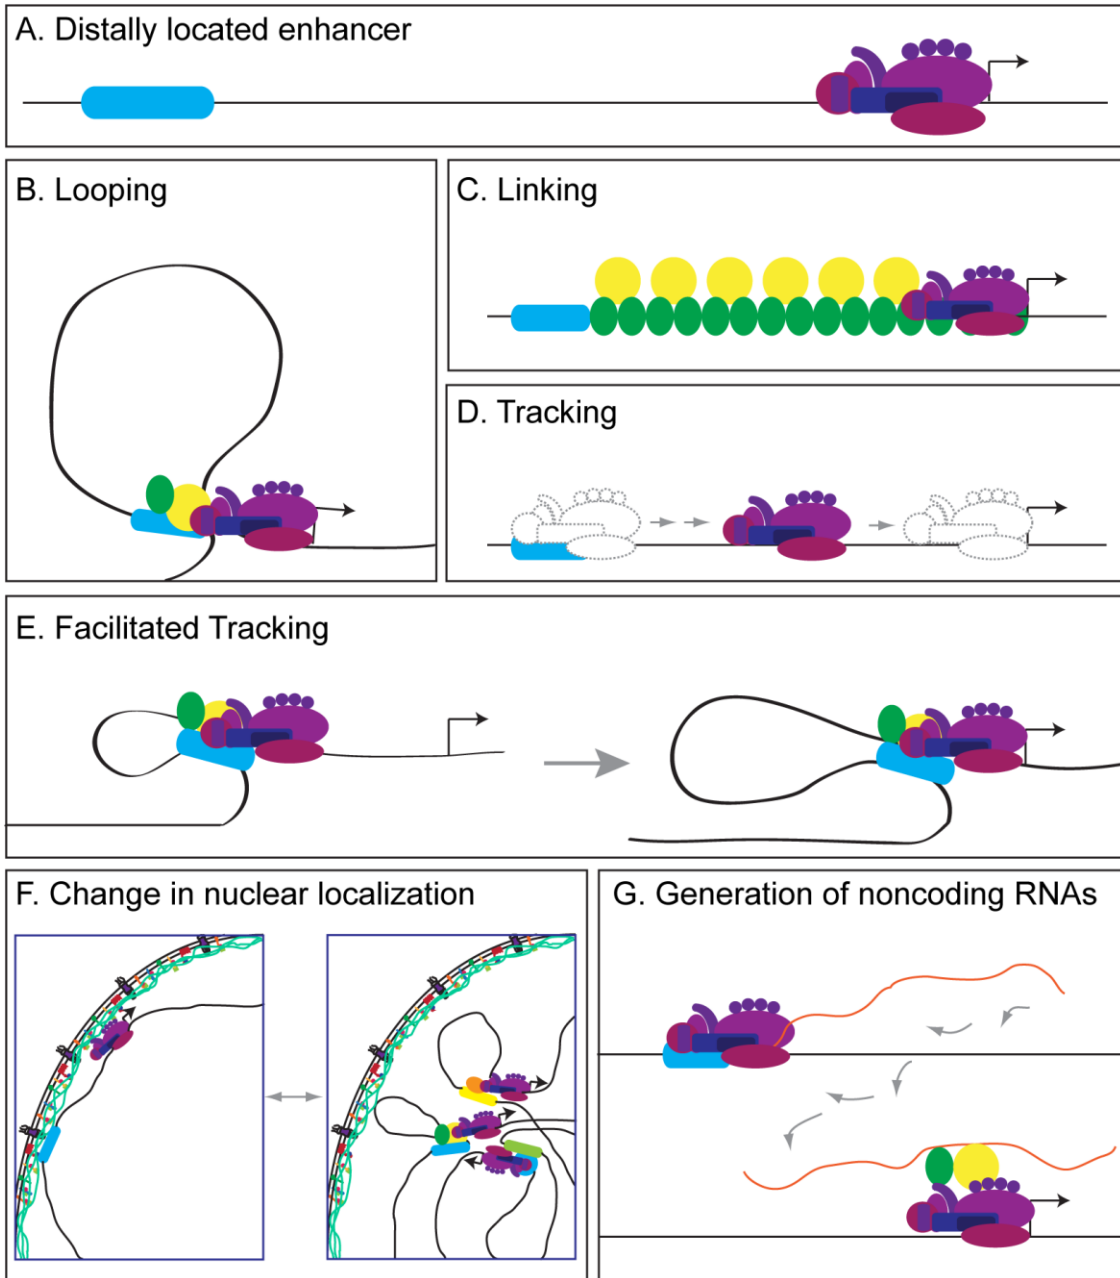 A. Distally located enhancer
B. Looping
C. Linking
D. Tracking
E. Facilitated Tracking
F. Change in nuclear localization
G. Generation of noncoding RNAs